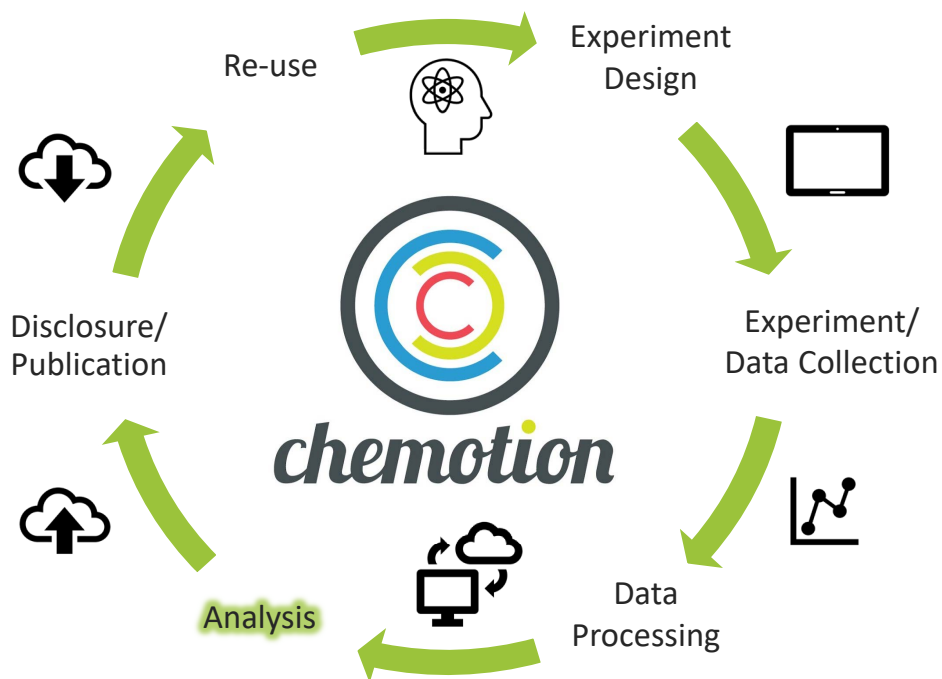 Re-use
Experiment
Design
Disclosure/
Publication
Experiment/
Data Collection
chemotion
Analysis
Data
Processing